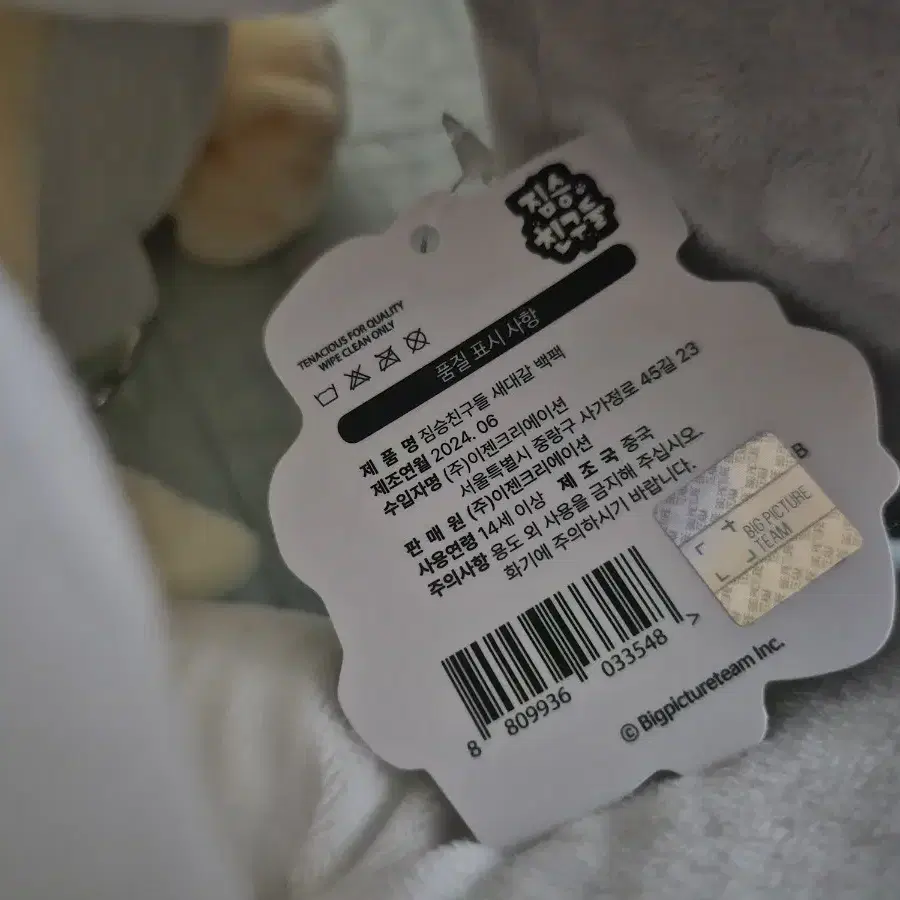 짐승
친구들
TENACIOUS FOR QUALITY
WIPE CLEAN ONLY
품질 표시 사항
제 품 명 짐승친구들 새대갈 백팩
제조연월 2024. 06
수입자명 (주)이젠크리에이션
서울특별시 중랑구 사가정로 45길 23
판 매 원 (주)이젠크리에이션
사용연령 14세 이상 제 조 국 중국
주의사항 용도 외 사용을 금지해 주십시오.
화기에 주의하시기 바랍니다.
B
BIG PICTURE
TEAM
8 809936 033548 >
© Bigpictureteam Inc.